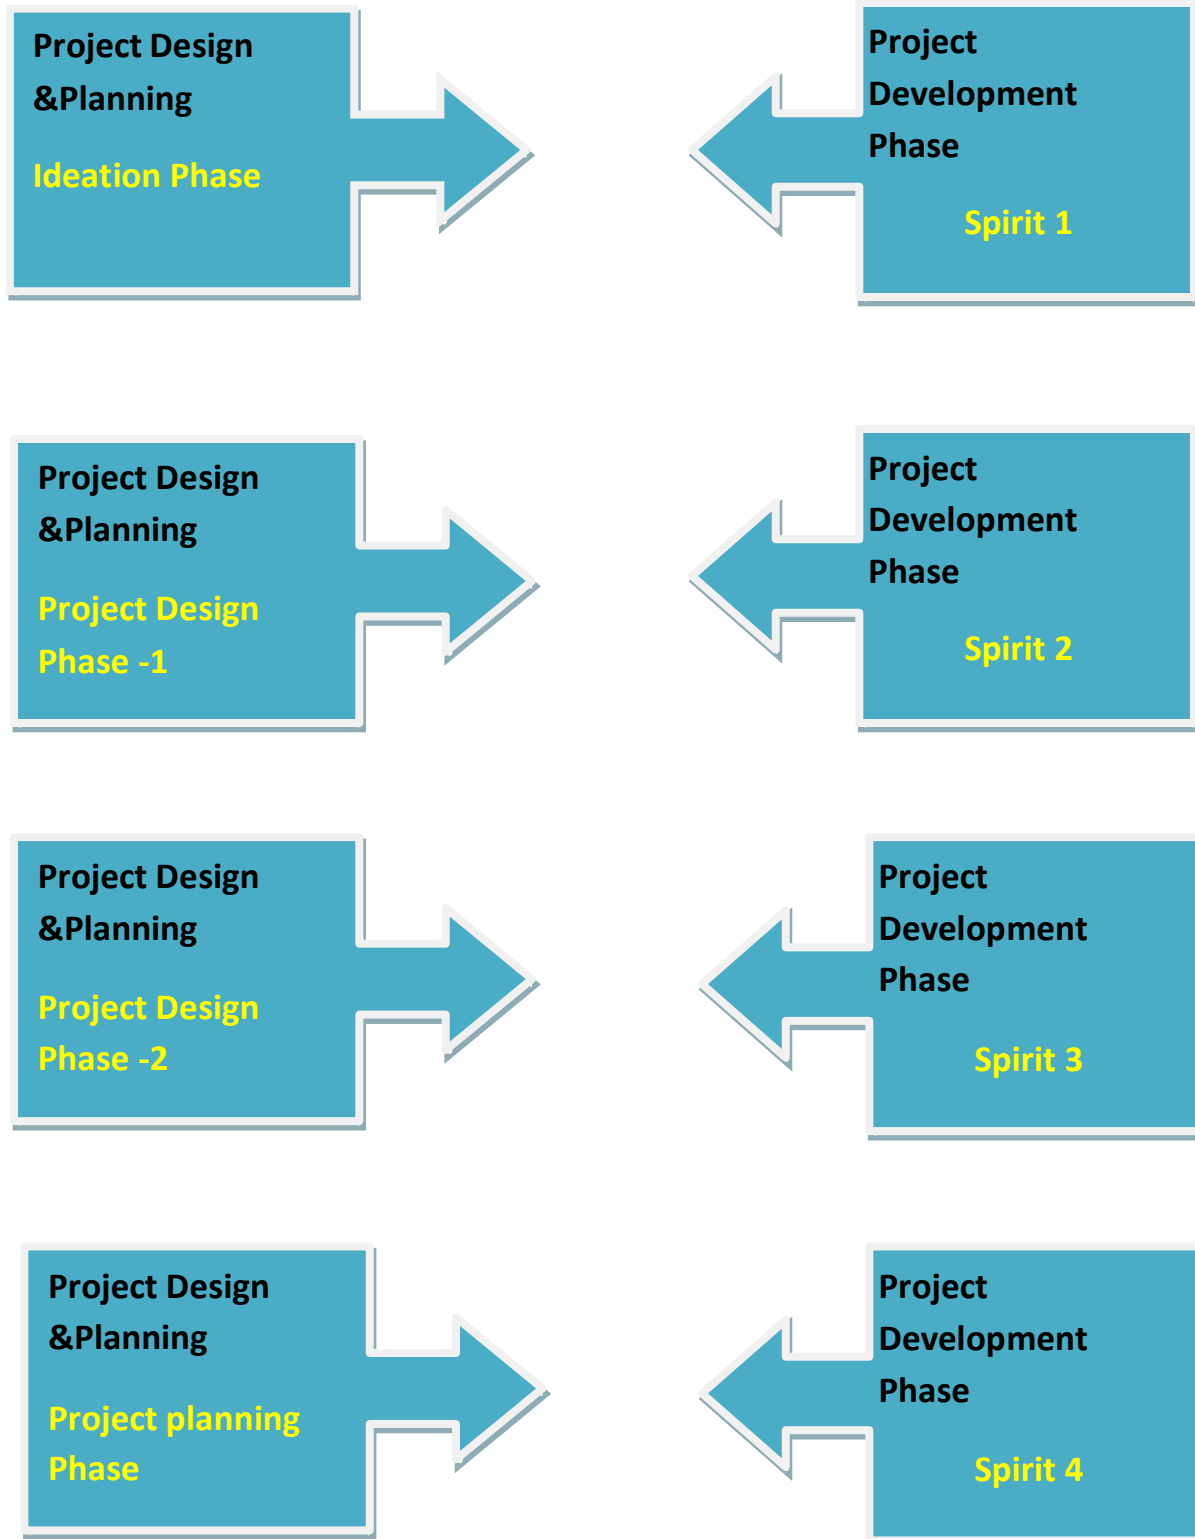 Project Design
&Planning
Ideation Phase
Project
Development
Phase
Spirit 1
Project Design
&Planning
Project Design
Phase -1
Project
Development
Phase
Spirit 2
Project Design
&Planning
Project Design
Phase -2
Project
Development
Phase
Spirit 3
Project Design
&Planning
Project planning
Phase
Project
Development
Phase
Spirit 4